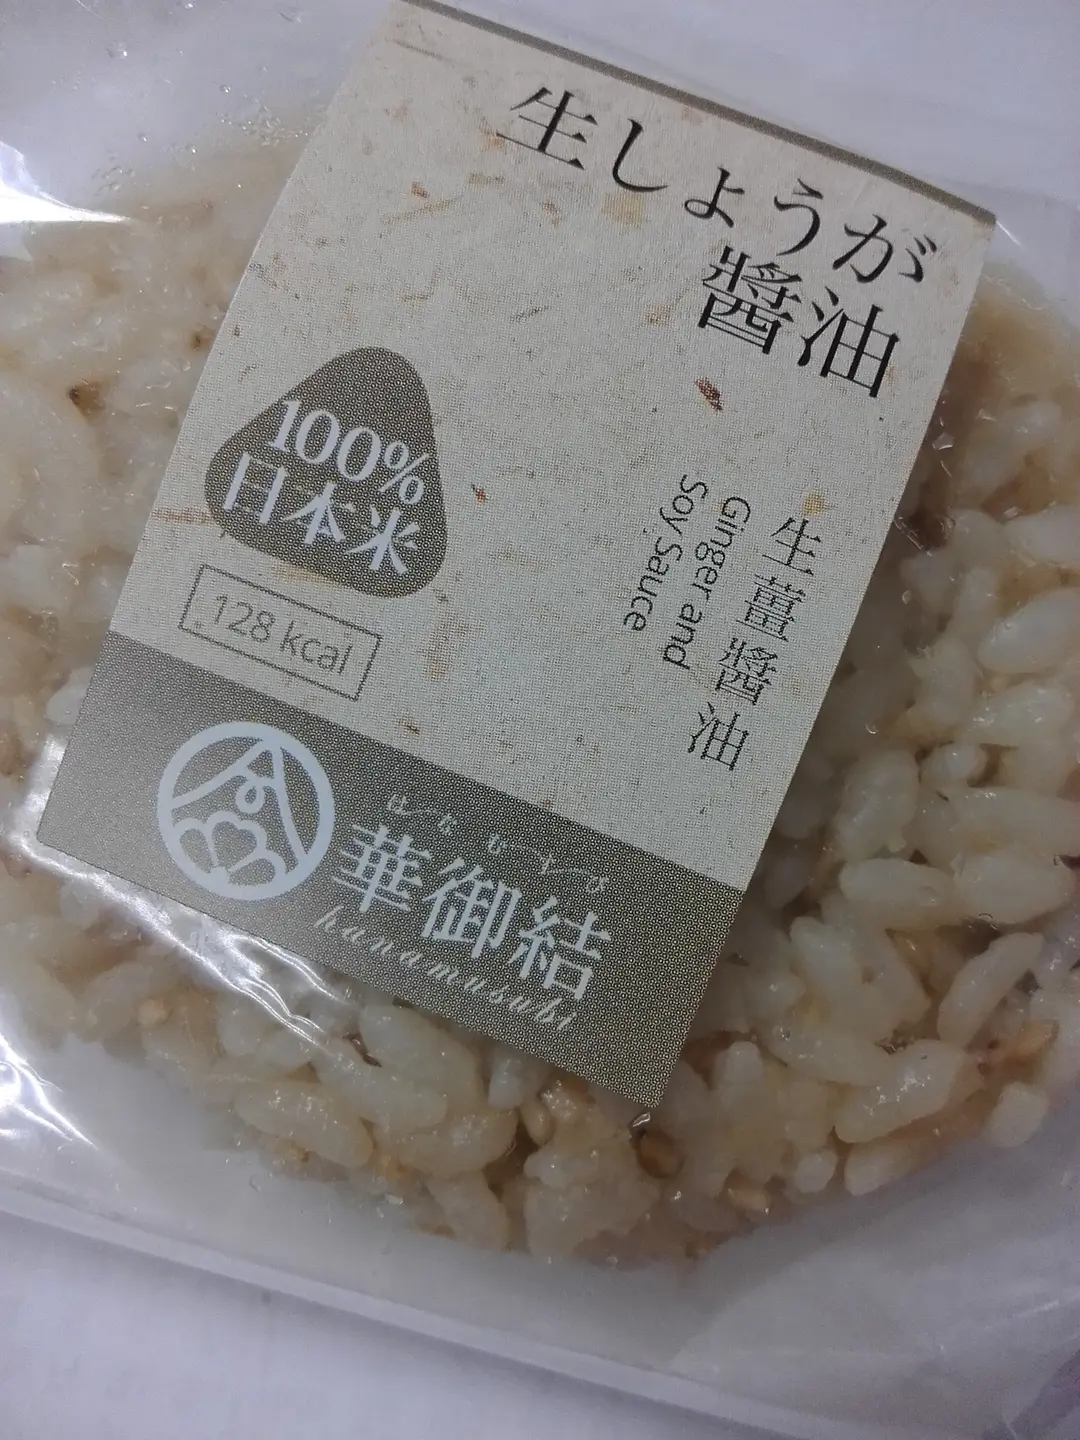 生しょうが
醬油
生薑醬油
Ginger and
Soy Sauce
100%
日本米
128 kcal
はなむすび
華御結
hanamusubi